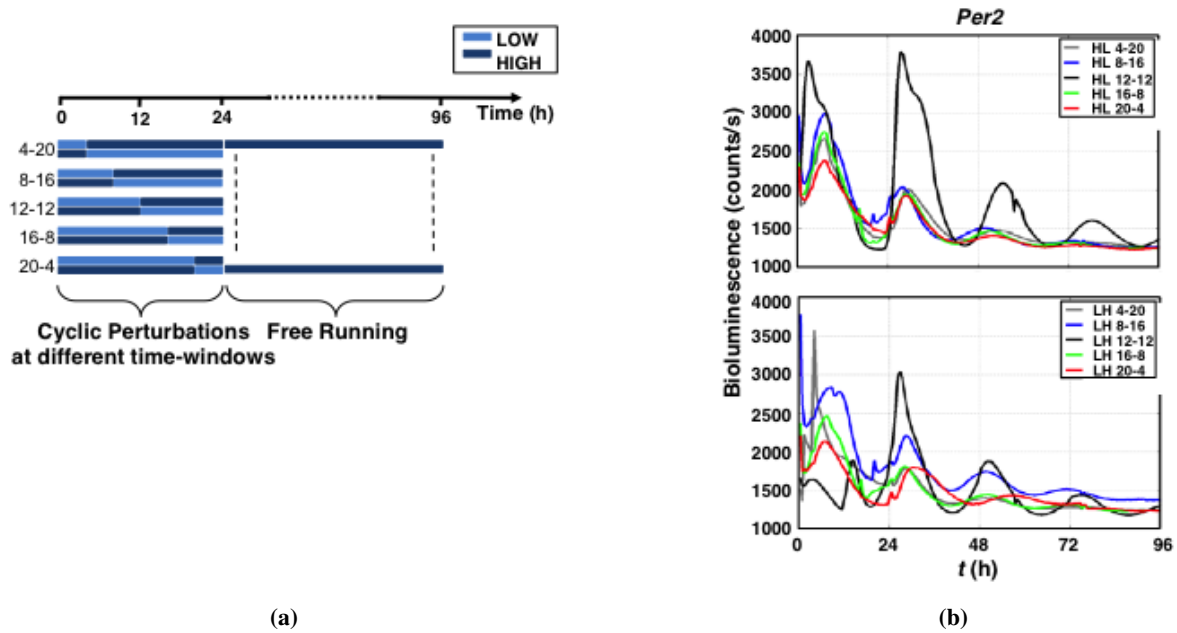 LOW
HIGH
0 12 24 96 Time (h)
4-20
8-16
12-12
16-8
20-4
Cyclic Perturbations
at different time-windows
Free Running
(a)
Per2
4000
3500
3000
2500
2000
1500
1000
HL 4-20
HL 8-16
HL 12-12
HL 16-8
HL 20-4
Bioluminescence (counts/s)
4000
3500
3000
2500
2000
1500
1000
LH 4-20
LH 8-16
LH 12-12
LH 16-8
LH 20-4
0 24 48 72 96
t (h)
(b)